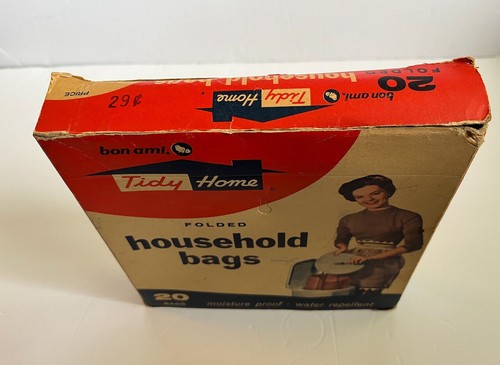 PRICE
29¢
bon ami.
Tidy Home
FOLDED
household bags
20
bon ami.
Tidy Home
FOLDED
household
bags
20
BAGS
moisture proof · water repellent